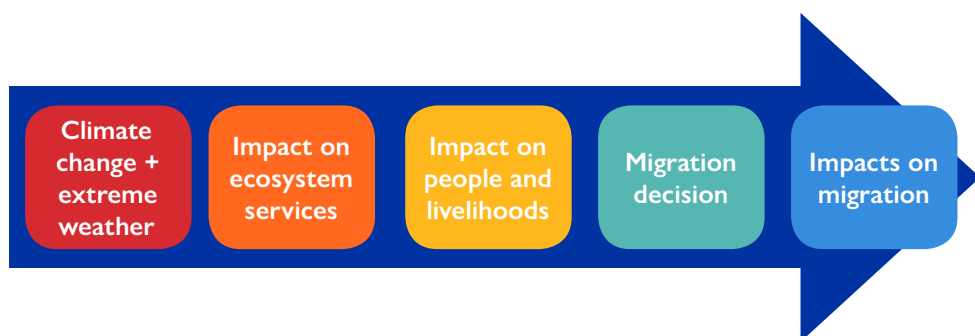 Climate
change +
extreme
weather
Impact on
ecosystem
services
Impact on
people and
livelihoods
Migration
decision
Impacts on
migration